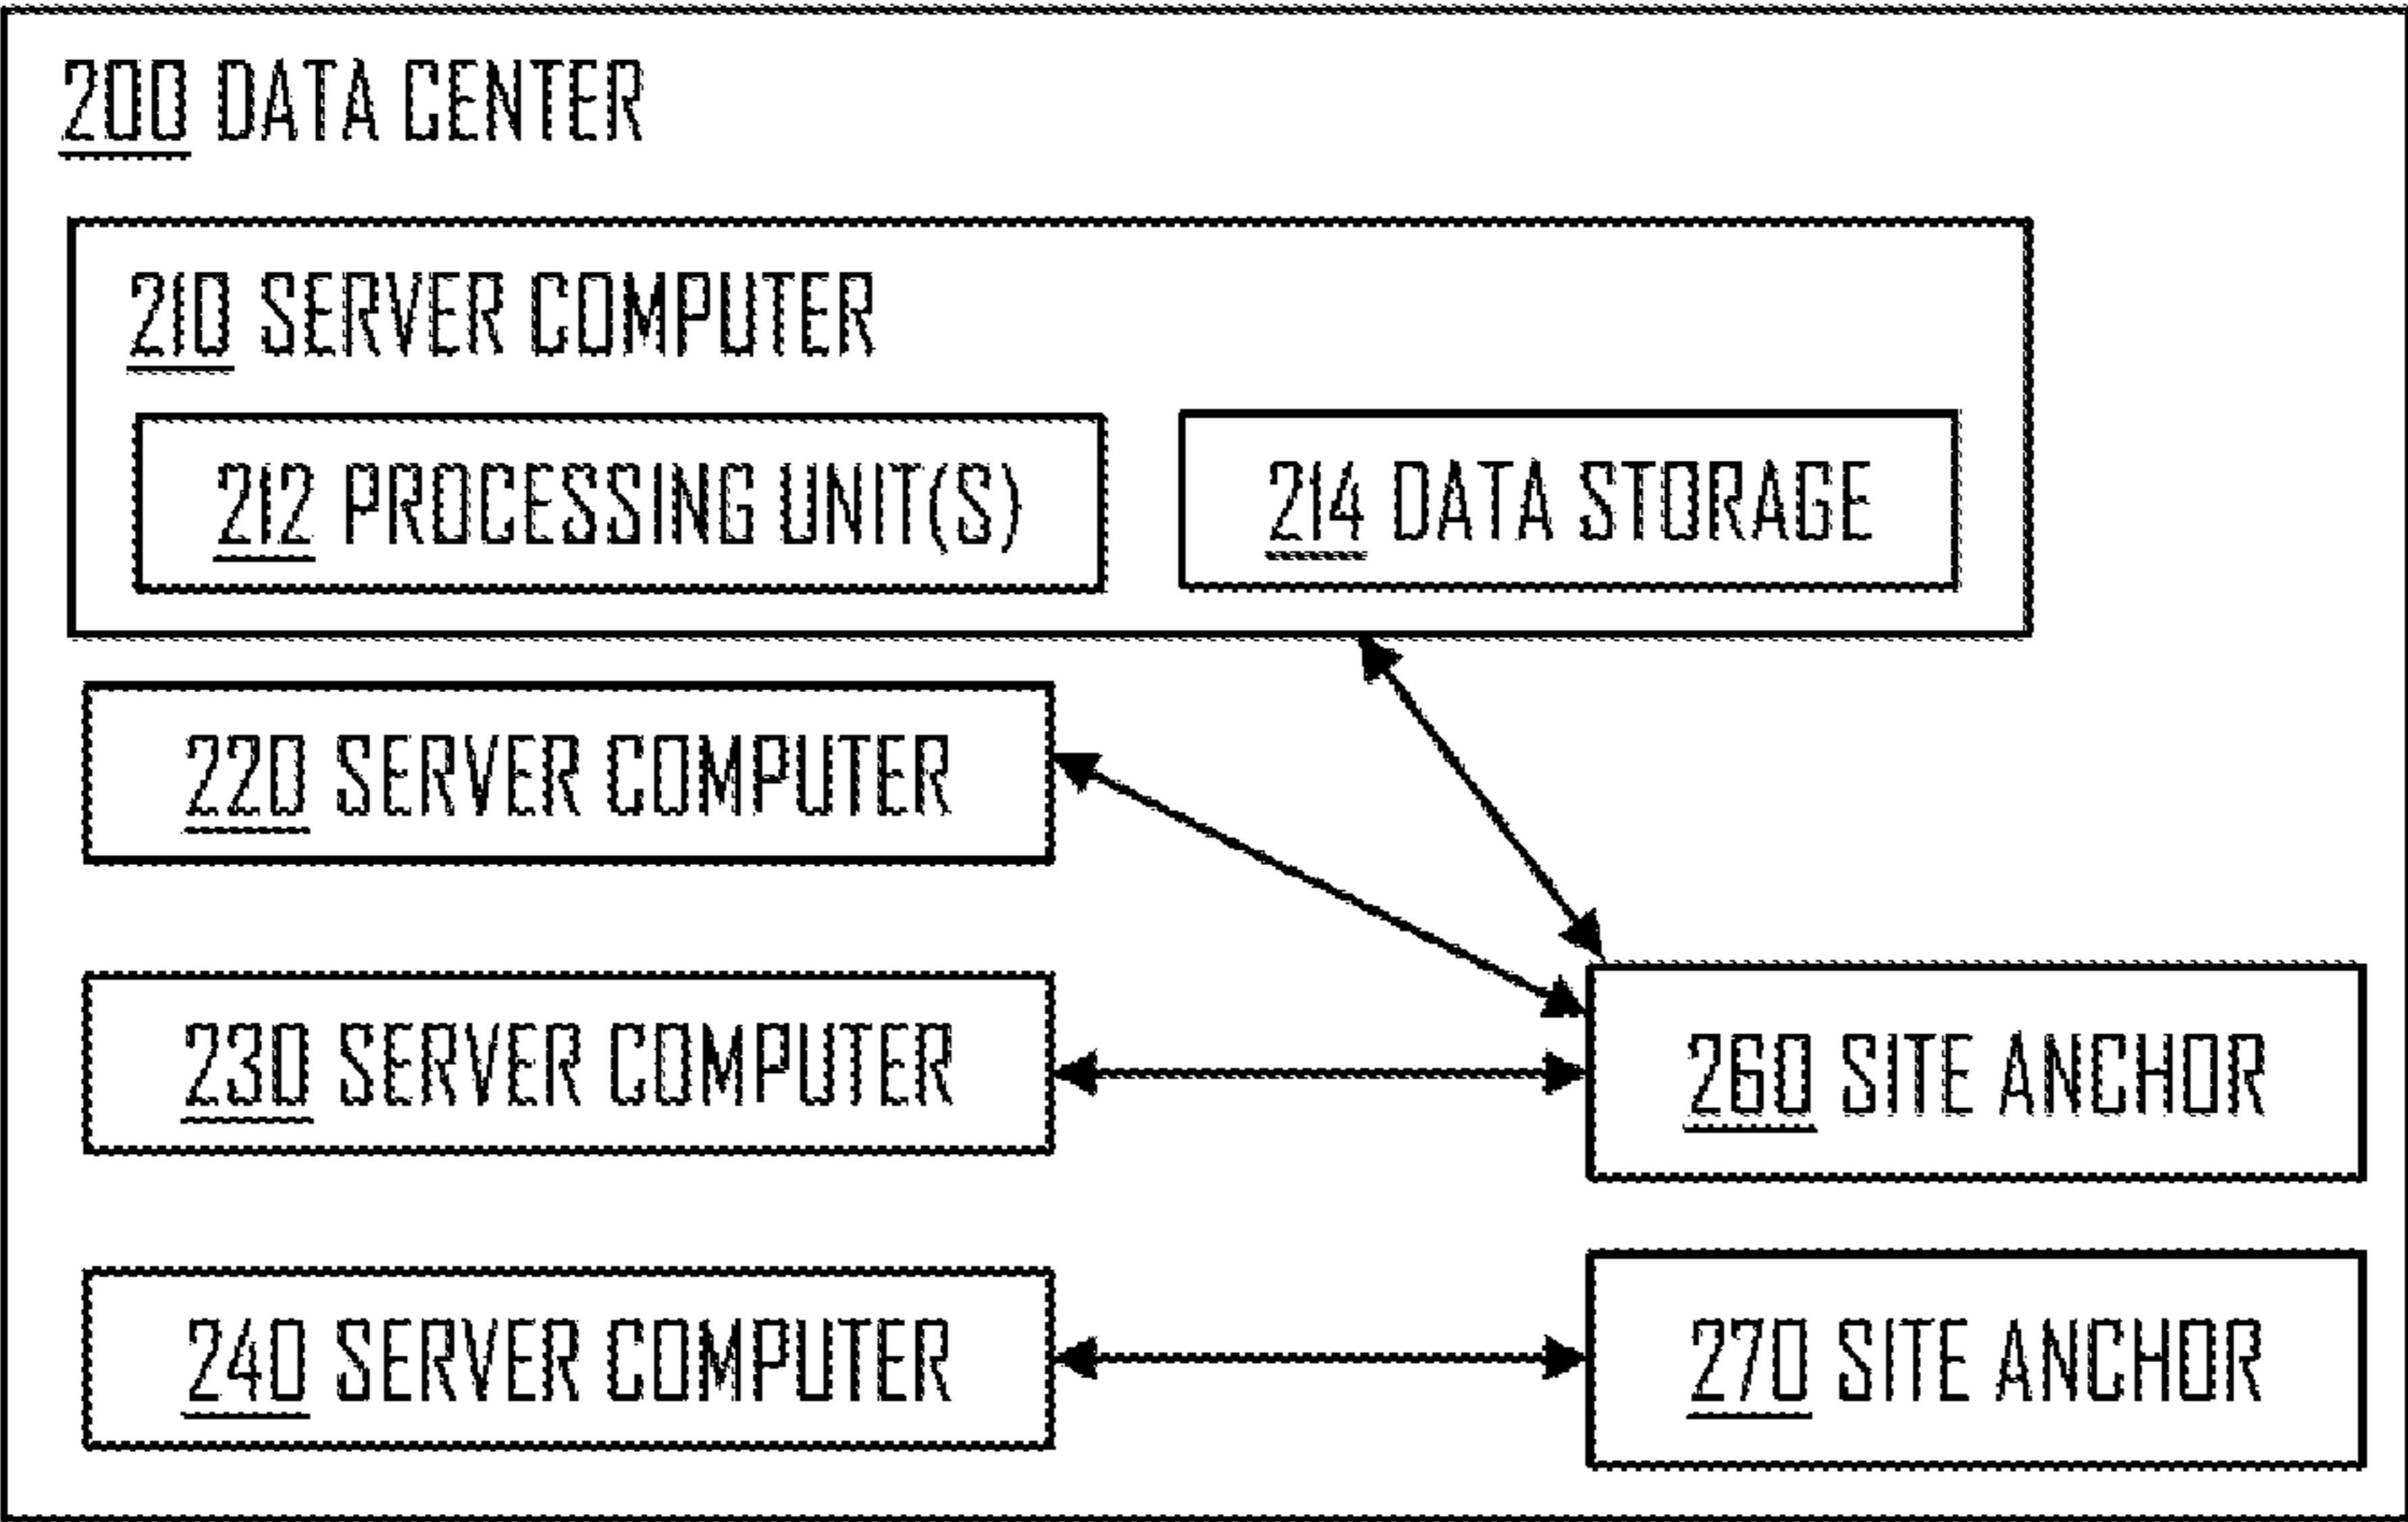 200 DATA CENTER
210 SERVER COMPUTER
212 PROCESSING UNIT(S)
214 DATA STORAGE
220 SERVER COMPUTER
230 SERVER COMPUTER
260 SITE ANCHOR
240 SERVER COMPUTER
270 SITE ANCHOR